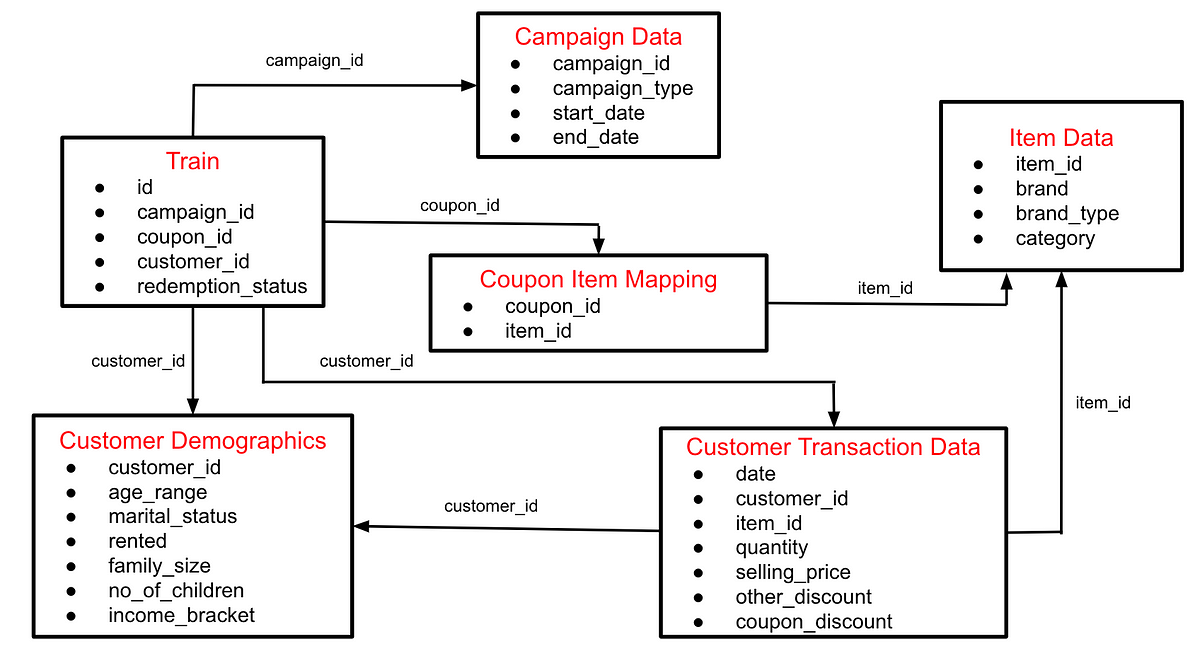 Campaign Data
campaign_id
campaign_type
start_date
end_date
campaign_id
Train
id
campaign_id
coupon_id
customer_id
redemption_status
Item Data
item_id
brand
brand_type
category
coupon_id
Coupon Item Mapping
coupon_id
item_id
item_id
customer_id
customer_id
item_id
Customer Demographics
customer_id
age_range
marital_status
rented
family_size
no_of_children
income_bracket
customer_id
Customer Transaction Data
date
customer_id
item_id
quantity
selling_price
other_discount
coupon_discount